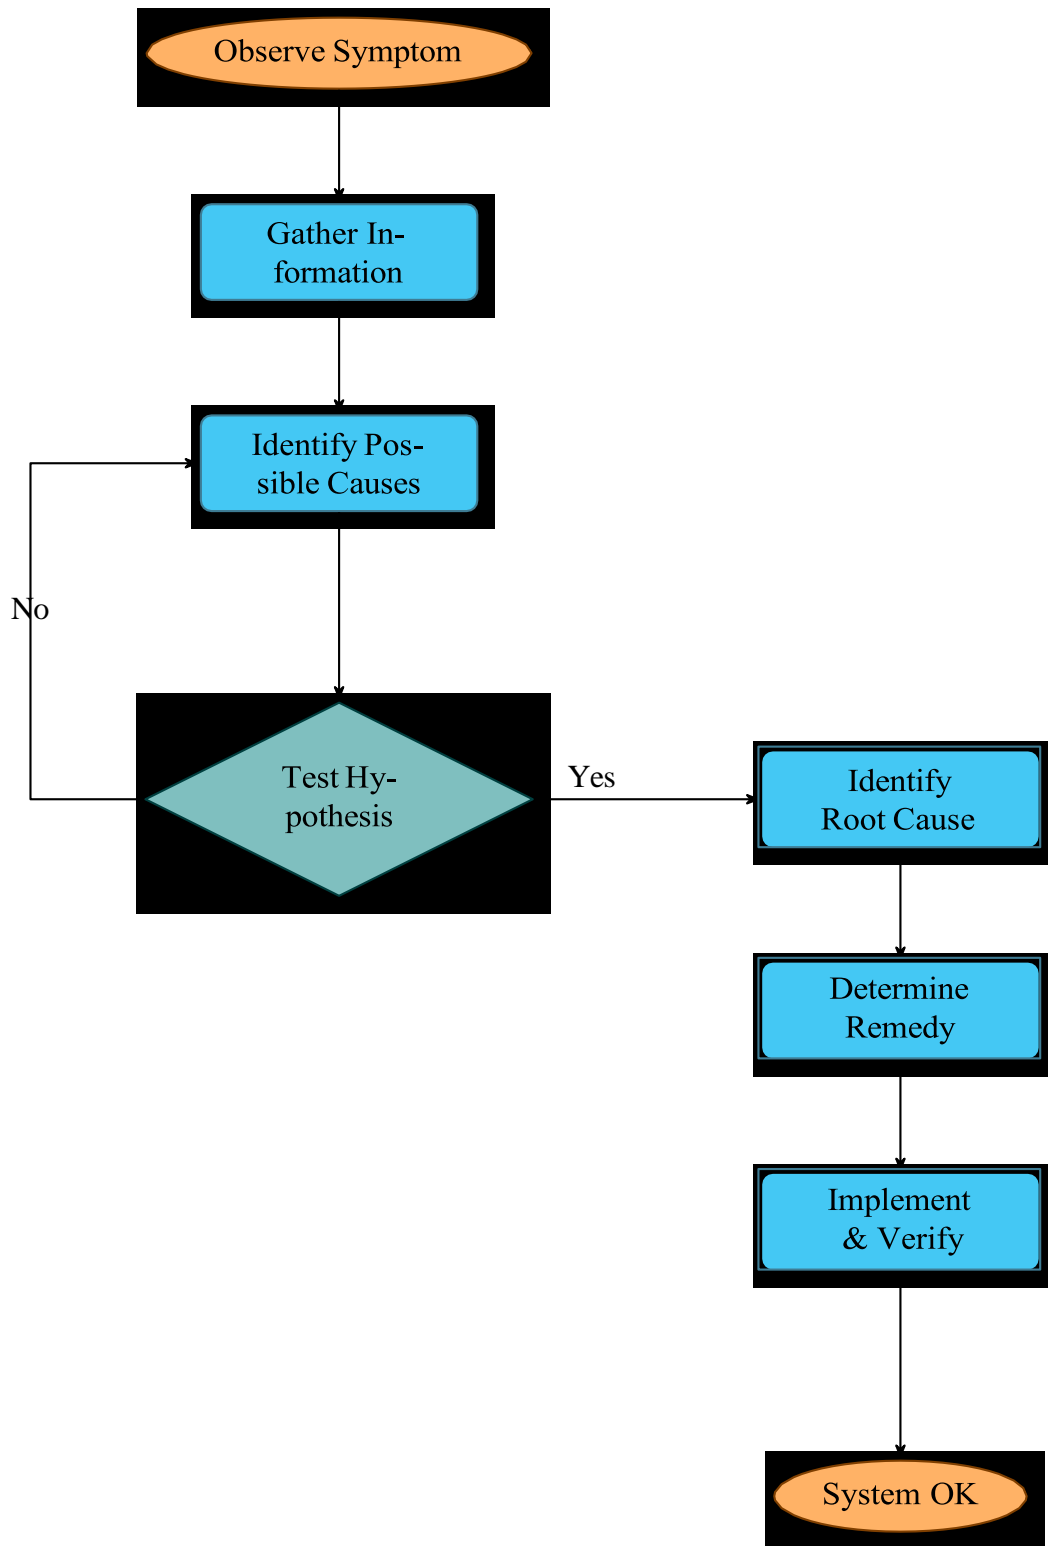 Observe Symptom
Gather In-
formation
Identify Pos-
sible Causes
No
Test Hy-
pothesis
Yes
Identify
Root Cause
Determine
Remedy
Implement
& Verify
System OK